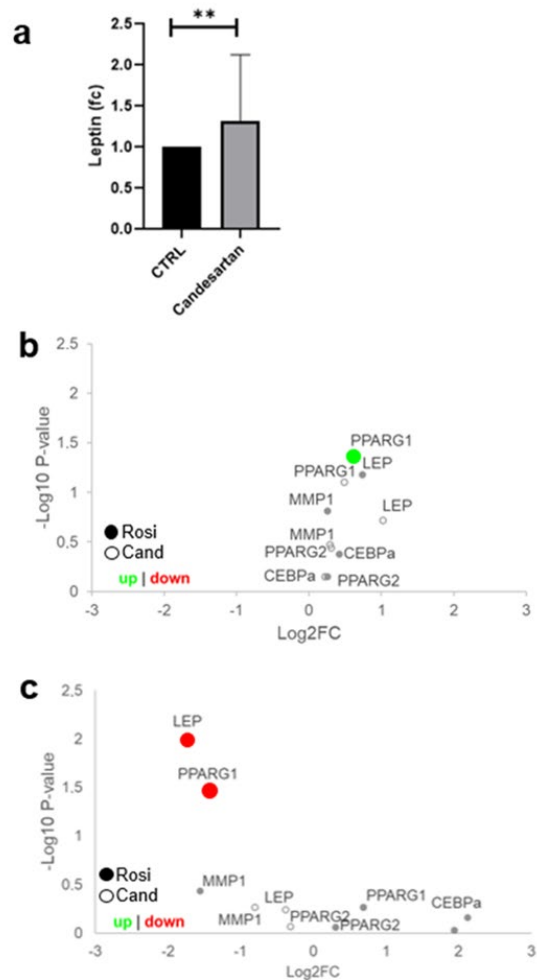 a
**
2.5
2.0
1.5
1.0
0.5
0.0
Leptin (fc)
CTRL
Candesartan
b
2.5
2
1.5
1
0.5
0
-Log10 P-value
PPARG1
LEP
PPARG1
MMP1
LEP
MMP1
PPARG2
CEBPa
CEBPa
PPARG2
Rosi
Cand
up | down
-3 -2 -1 0 1 2 3
Log2FC
c
2.5
2
1.5
1
0.5
0
-Log10 P-value
LEP
PPARG1
MMP1
LEP
PPARG1
CEBPa
MMP1
PPARG2
PPARG2
Rosi
Cand
up | down
-3 -2 -1 0 1 2 3
Log2FC